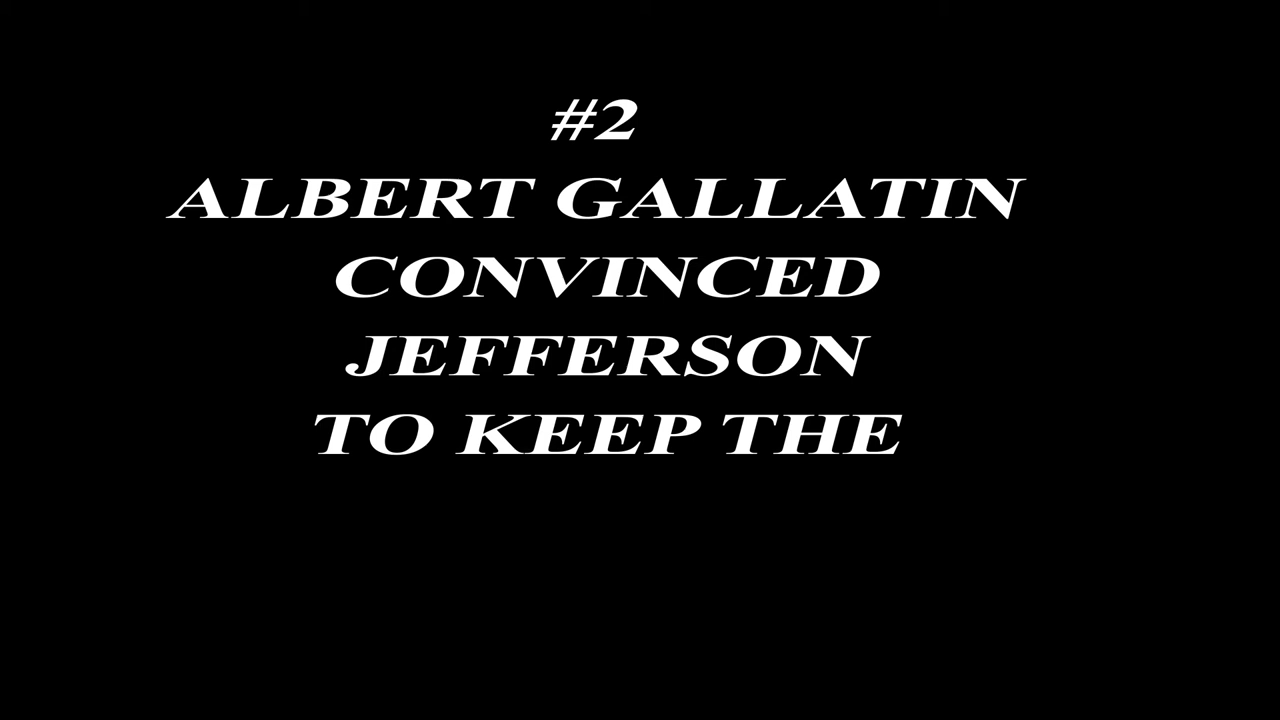 #2
ALBERT GALLATIN
CONVINCED
JEFFERSON
TO KEEP THE